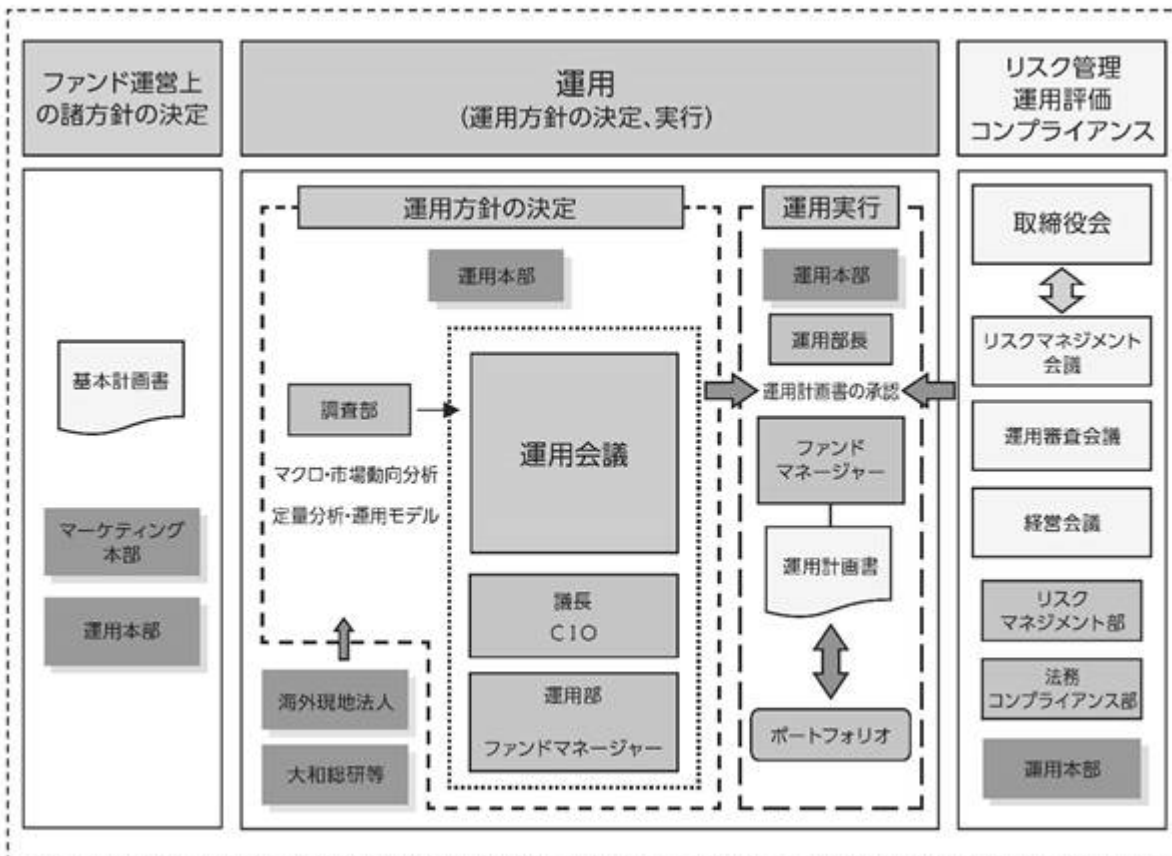 ファンド運営上
の諸方針の決定
運用
(運用方針の決定、実行)
リスク管理
運用評価
コンプライアンス
基本計画書
マーケティング
本部
運用本部
運用方針の決定
運用本部
調査部
マクロ・市場動向分析
定量分析・運用モデル
運用会議
議長
CIO
運用部
ファンドマネージャー
海外現地法人
大和総研等
運用実行
運用本部
運用部長
運用計画書の承認
ファンド
マネージャー
運用計画書
ポートフォリオ
取締役会
リスクマネジメント
会議
運用審査会議
経営会議
リスク
マネジメント部
法務
コンプライアンス部
運用本部